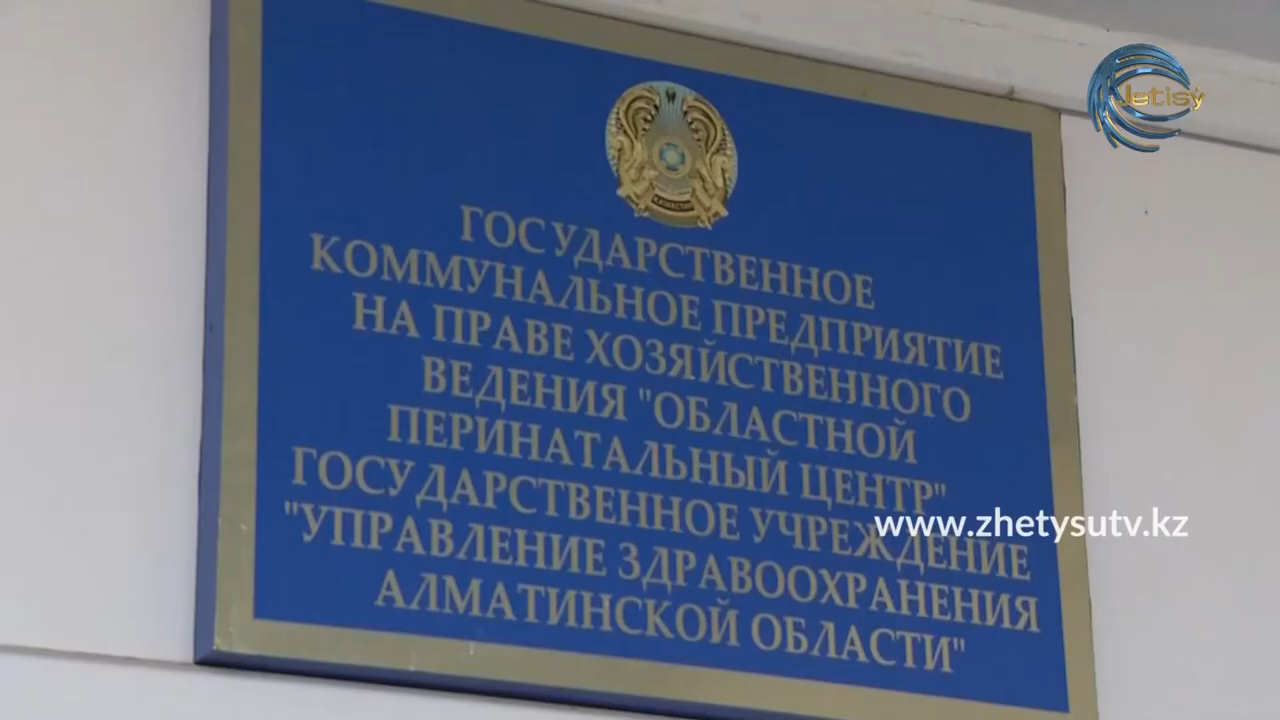 Jetisý
ҚАЗАҚСТАН
ГОСУДАРСТВЕННОЕ
КОММУНАЛЬНОЕ ПРЕДПРИЯТИЕ
НА ПРАВЕ ХОЗЯЙСТВЕННОГО
ВЕДЕНИЯ "ОБЛАСТНОЙ
ПЕРИНАТАЛЬНЫЙ ЦЕНТР"
ГОСУДАРСТВЕННОЕ УЧРЕЖДЕНИЕ
"УПРАВЛЕНИЕ ЗДРАВООХРАНЕНИЯ
АЛМАТИНСКОЙ ОБЛАСТИ"
www.zhetysutv.kz